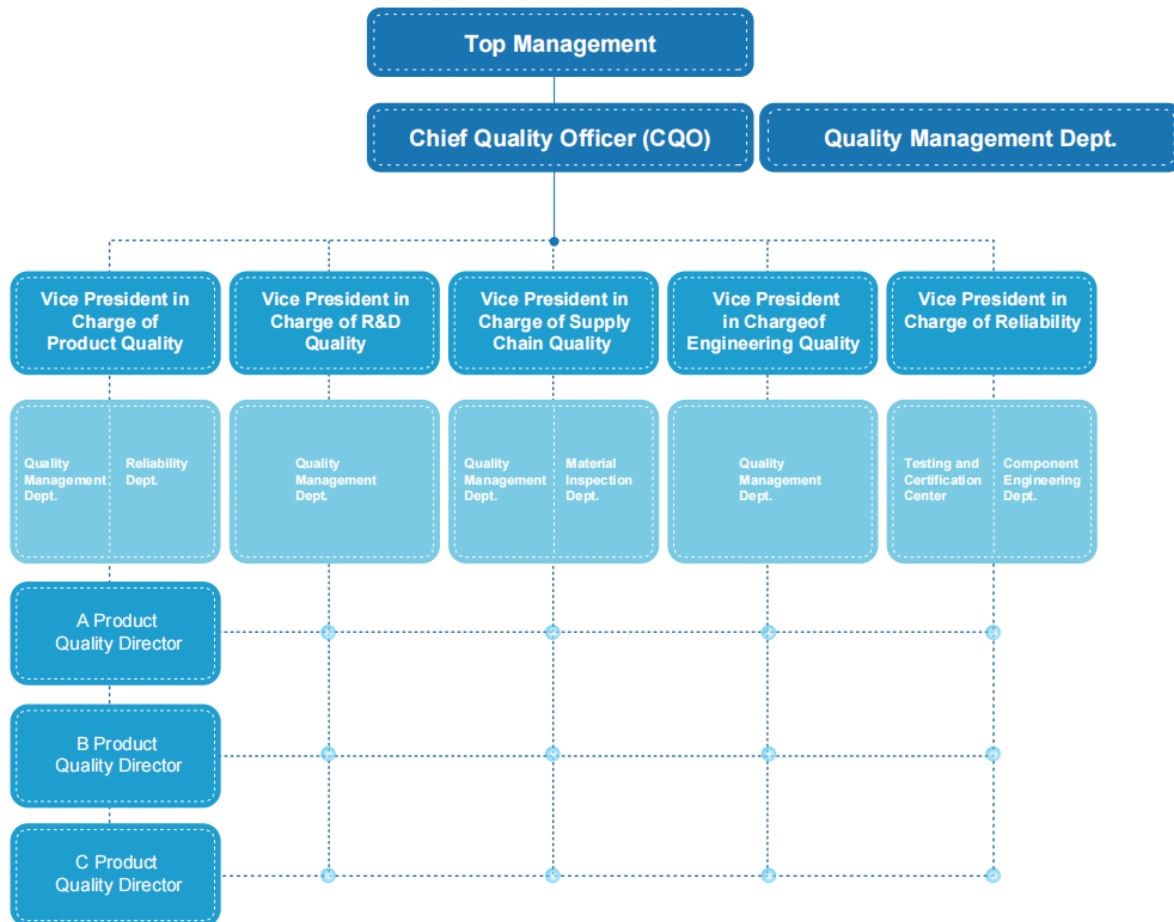 Top Management
Chief Quality Officer (CQO)
Quality Management Dept.
Vice President in
Charge of
Product Quality
Vice President in
Charge of R&D
Quality
Vice President in
Charge of Supply
Chain Quality
Vice President
in Chargeof
Engineering Quality
Vice President in
Charge of Reliability
Quality
Management
Dept.
Reliability
Dept.
Quality
Management
Dept.
Quality
Management
Dept.
Material
Inspection
Dept.
Quality
Management
Dept.
Testing and
Certification
Center
Component
Engineering
Dept.
A Product
Quality Director
B Product
Quality Director
C Product
Quality Director